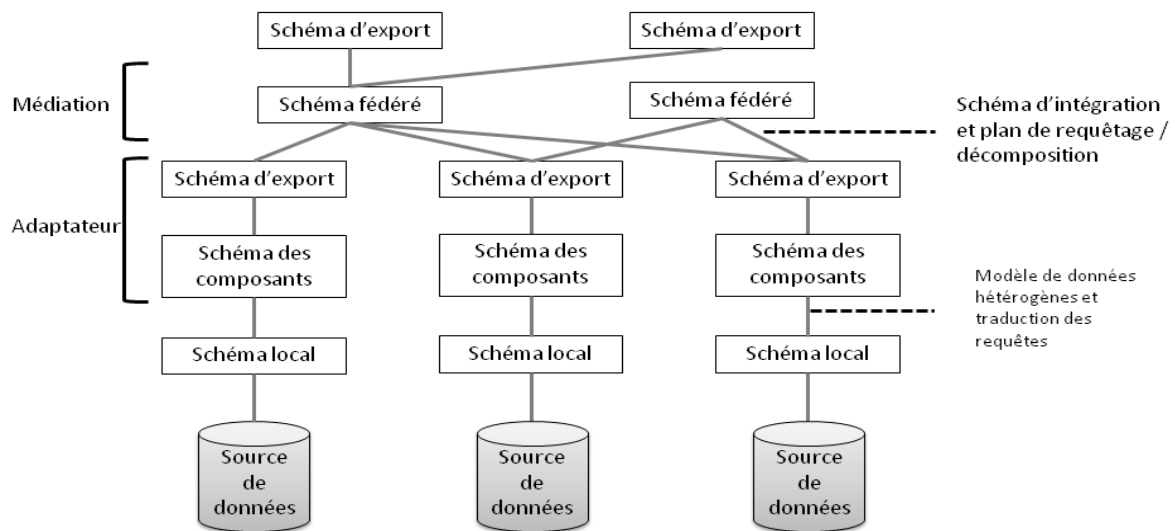 Schéma d'export
Schéma d'export
Médiation
Schéma fédéré
Schéma fédéré
Schéma d'intégration
et plan de requêtage /
décomposition
Adaptateur
Schéma d'export
Schéma d'export
Schéma d'export
Schéma des
composants
Schéma des
composants
Schéma des
composants
Modèle de données
hétérogènes et
traduction des
requêtes
Schéma local
Schéma local
Schéma local
Source
de
données
Source
de
données
Source
de
données